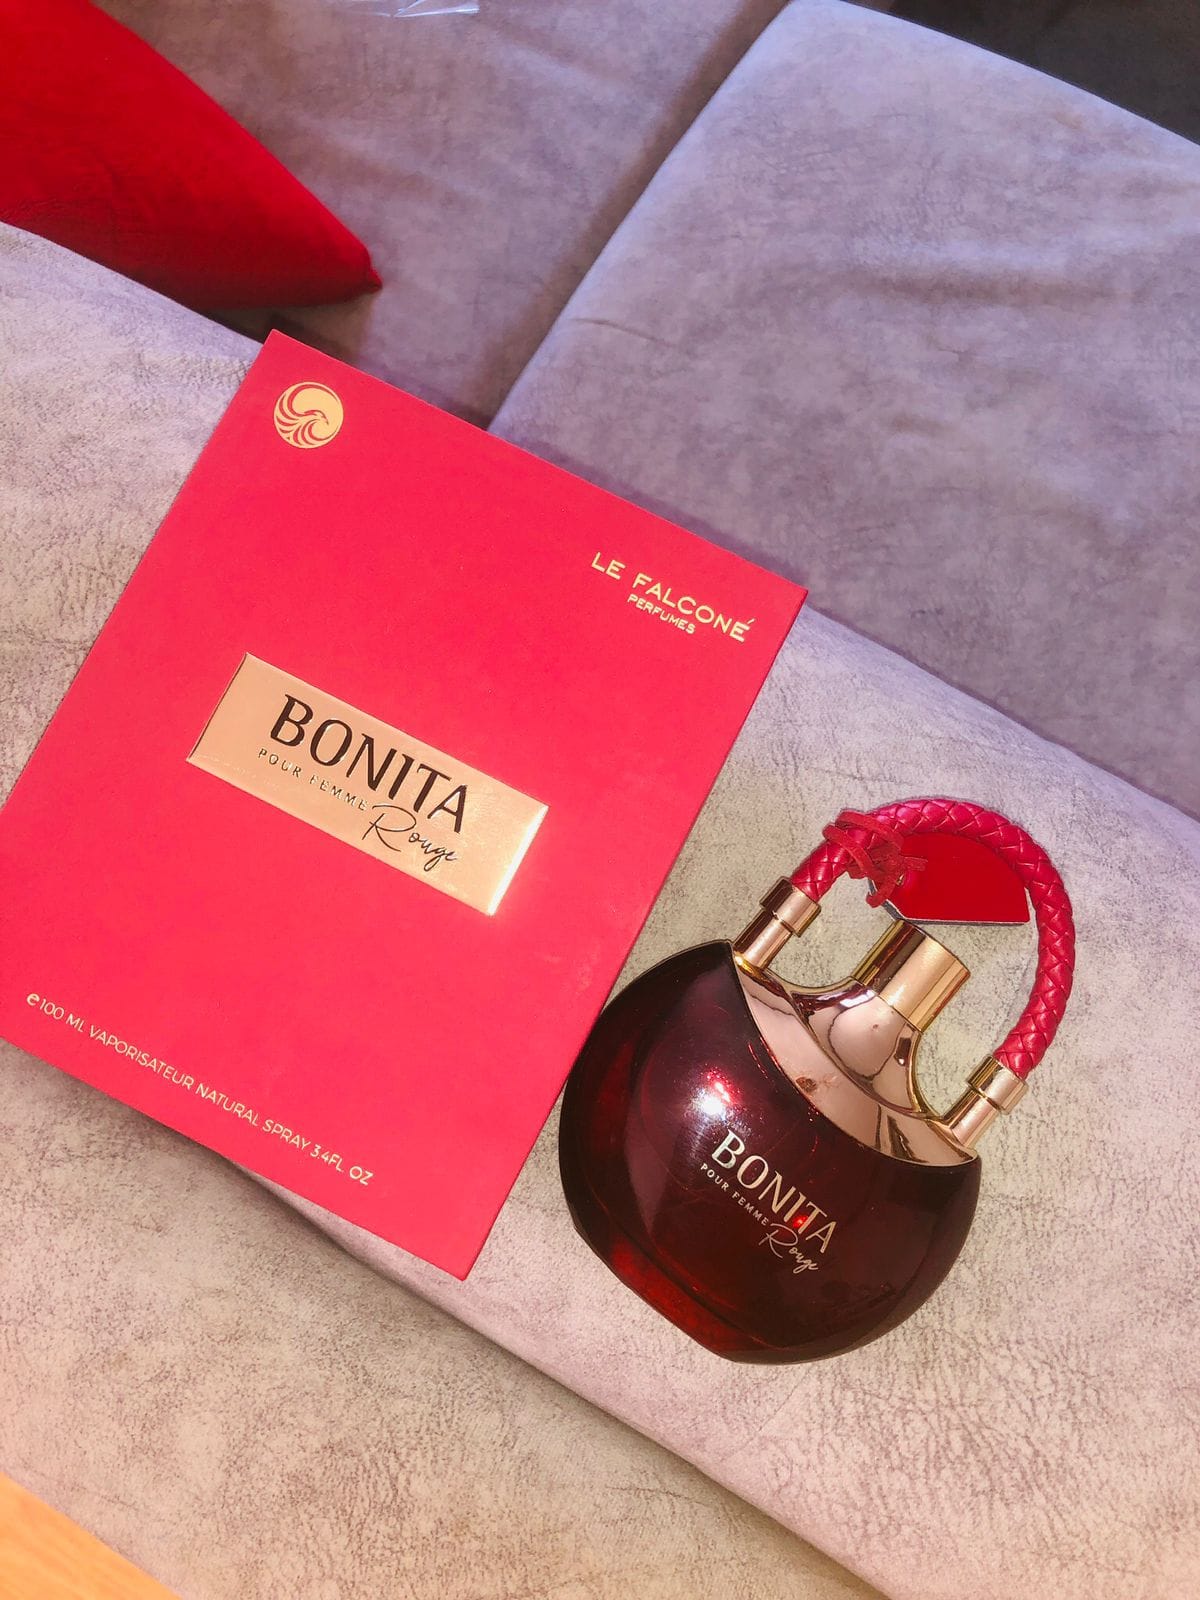 LE FALCONÉ
PERFUMES
BONITA
POUR FEMME
Rouge
e 100 ML VAPORISATEUR NATURAL SPRAY 3.4FL. OZ
BONITA
POUR FEMME
Rouge